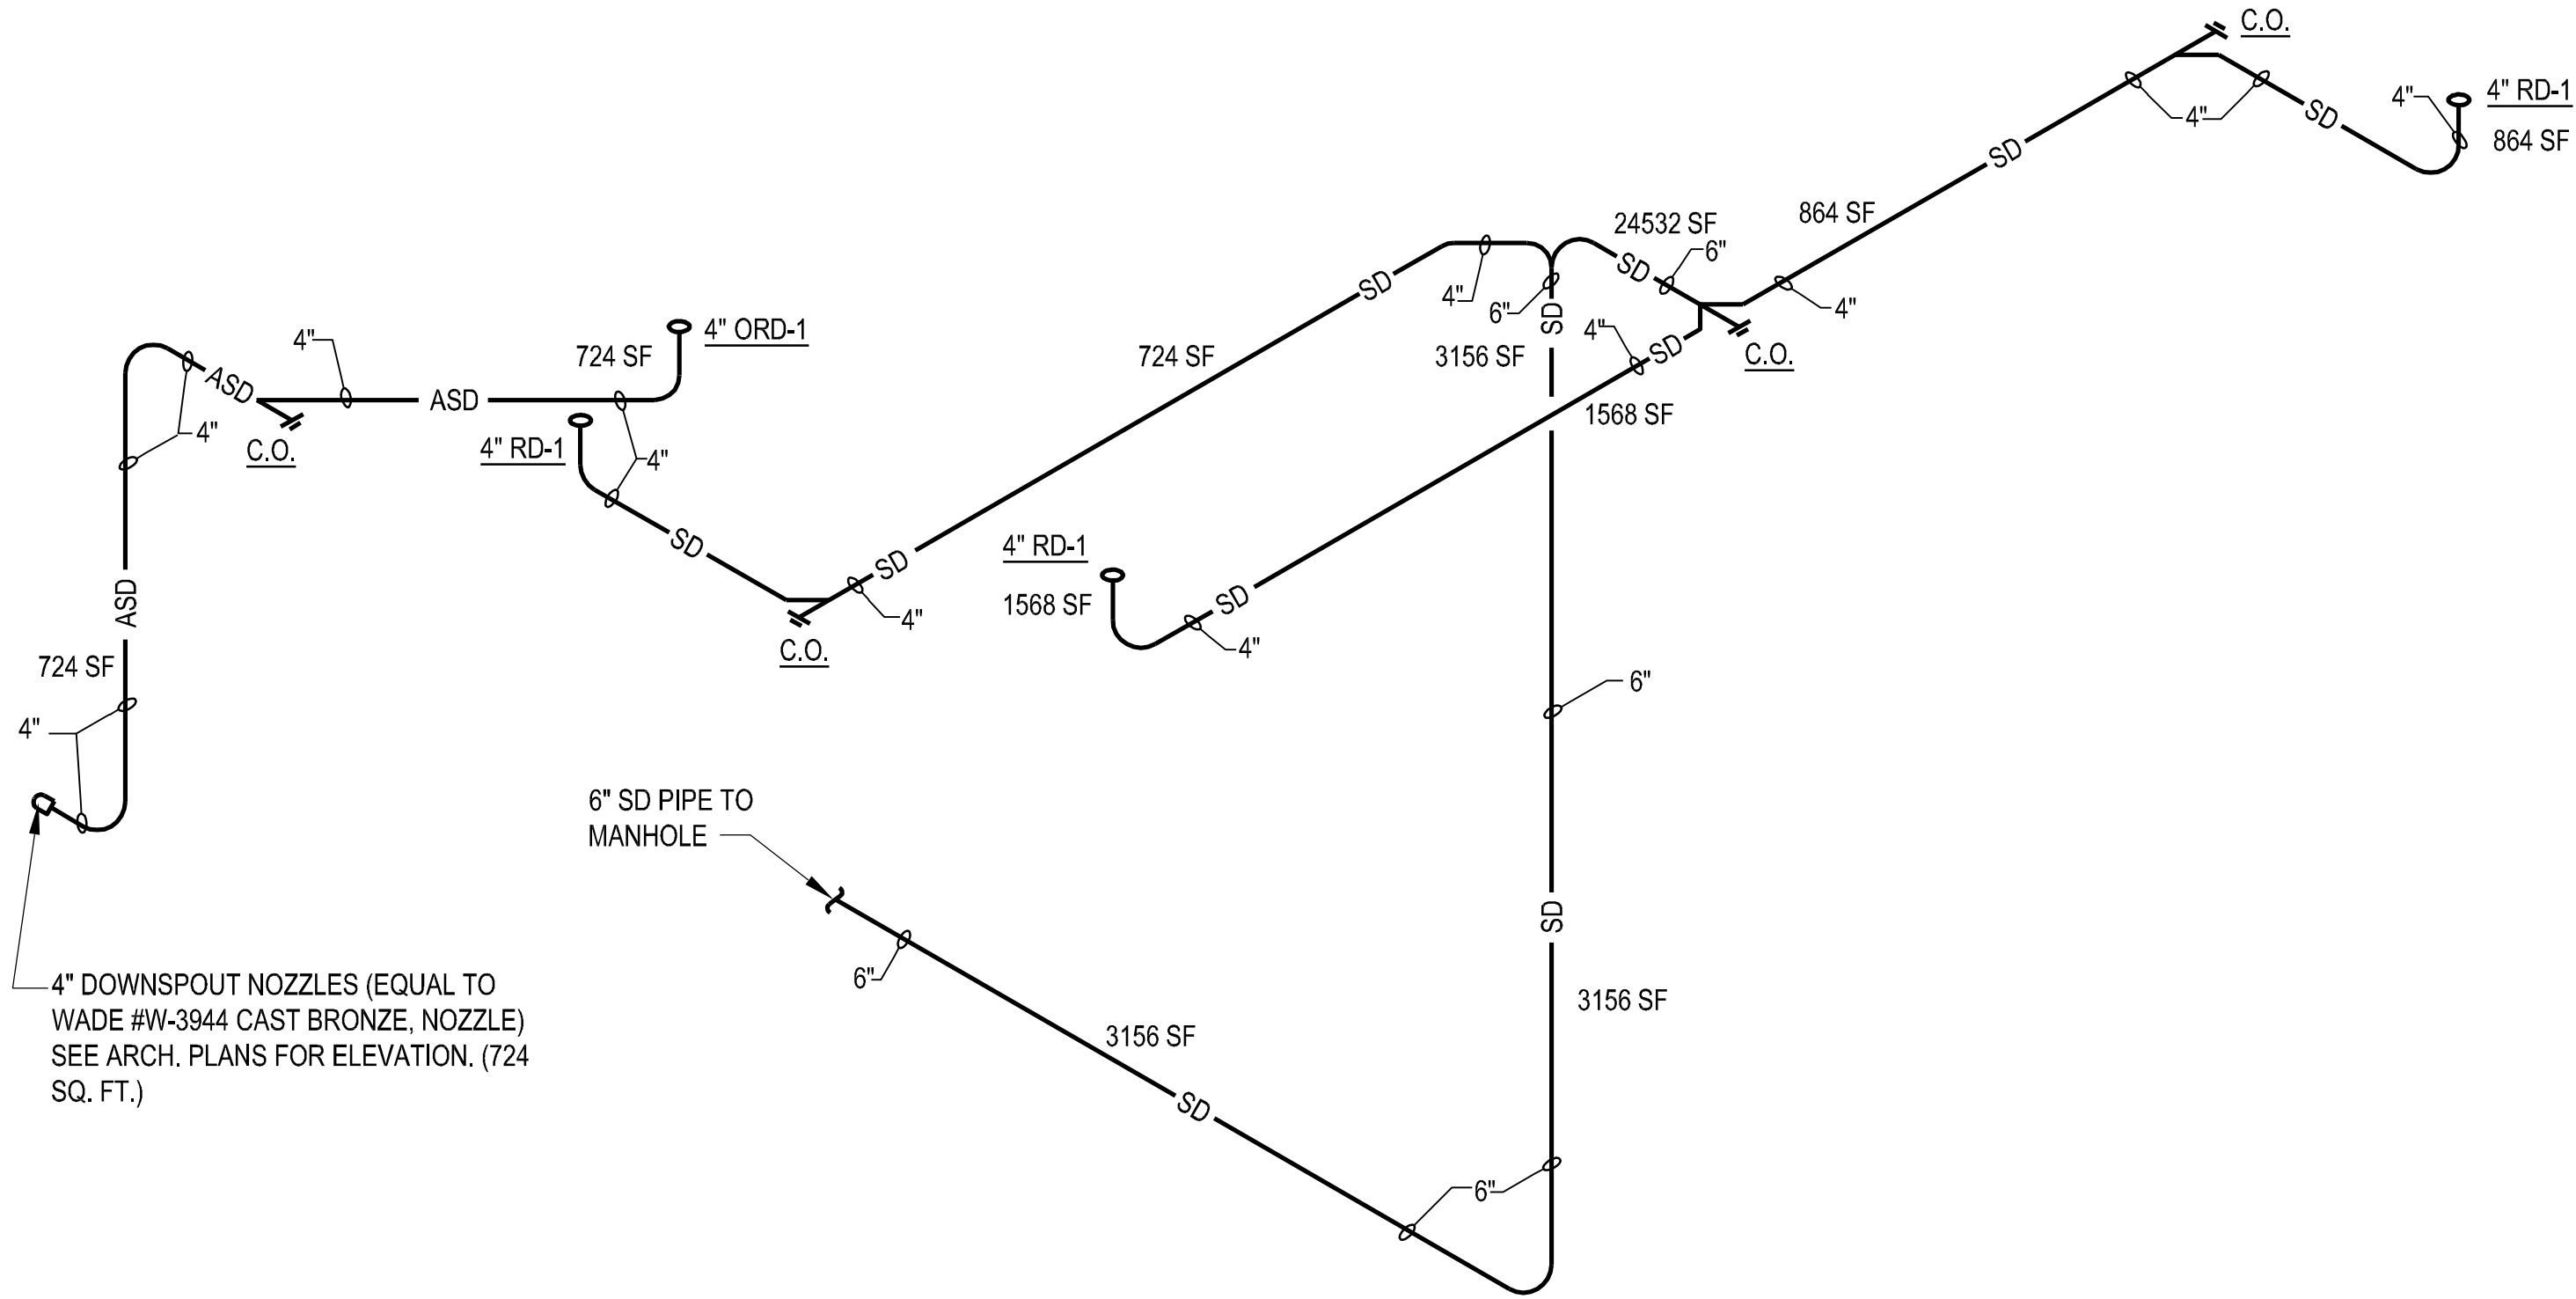 C.O.
4" RD-1
864 SF
4"
4"
SD
SD
24532 SF
864 SF
6"
SD
4"
SD
4"
6"
SD
4"
SD
C.O.
4"
4" ORD-1
724 SF
724 SF
3156 SF
1568 SF
ASD
ASD
4"
C.O.
4" RD-1
4"
SD
SD
4"
C.O.
4" RD-1
1568 SF
SD
4"
ASD
724 SF
4"
6"
6" SD PIPE TO
MANHOLE
6"
SD
3156 SF
3156 SF
SD
6"
4" DOWNSPOUT NOZZLES (EQUAL TO
WADE #W-3944 CAST BRONZE, NOZZLE)
SEE ARCH. PLANS FOR ELEVATION. (724
SQ. FT.)